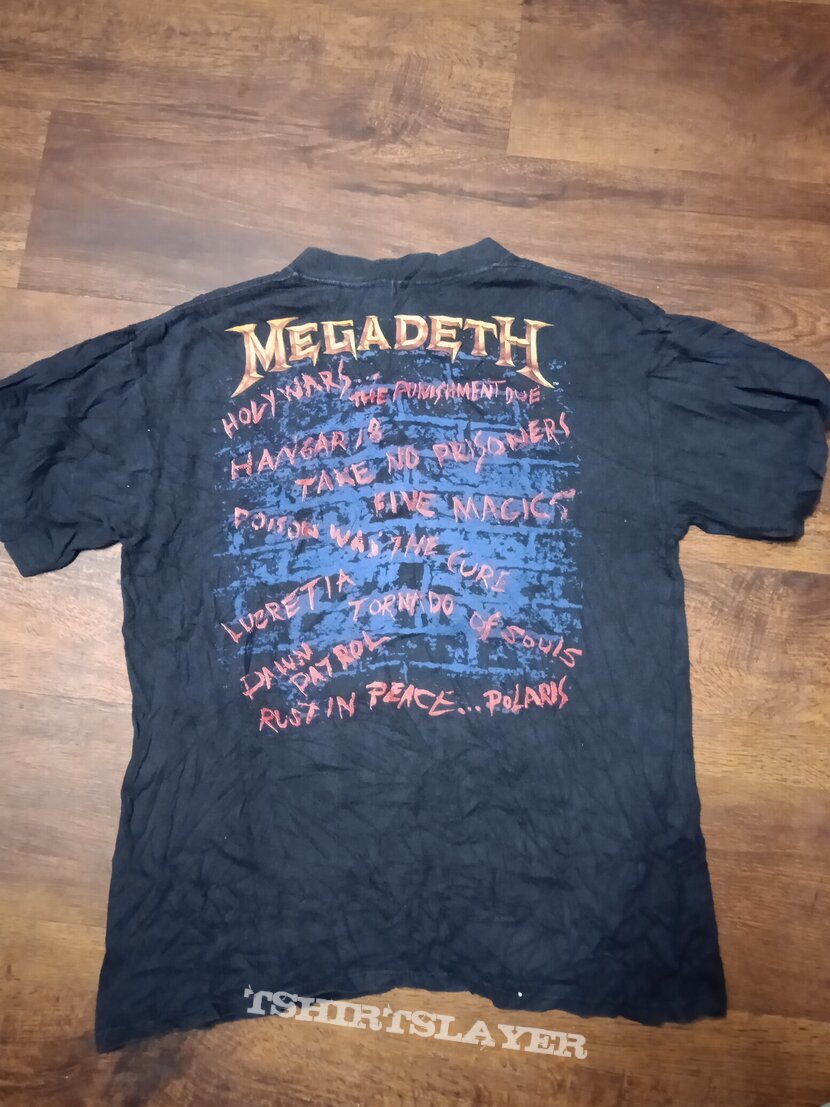 MEGADETH
HOLY WARS... THE PUNISHMENT DUE
HANGAR 18
TAKE NO PRISONERS
FIVE MAGICS
POISON WAS THE CURE
LUCRETIA
TORNADO OF SOULS
DAWN
PATROL
RUST IN PEACE... POLARIS
TSHIRTSLAYER